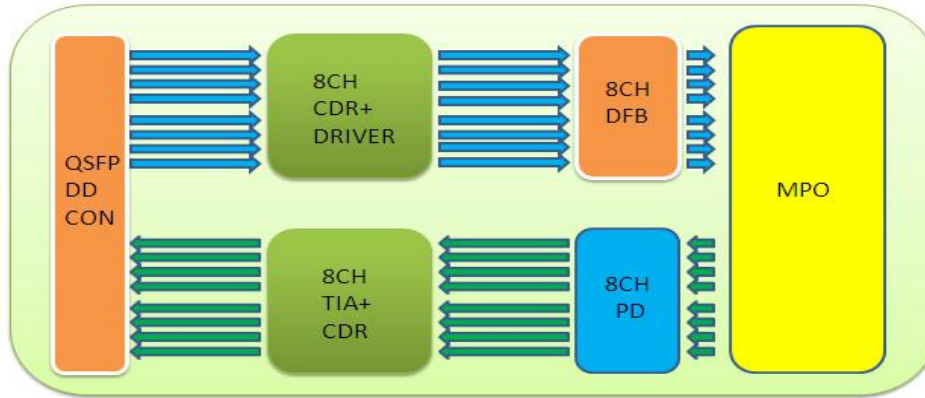 QSFP
DD
CON
8CH
CDR+
DRIVER
8CH
DFB
MPO
8CH
TIA+
CDR
8CH
PD